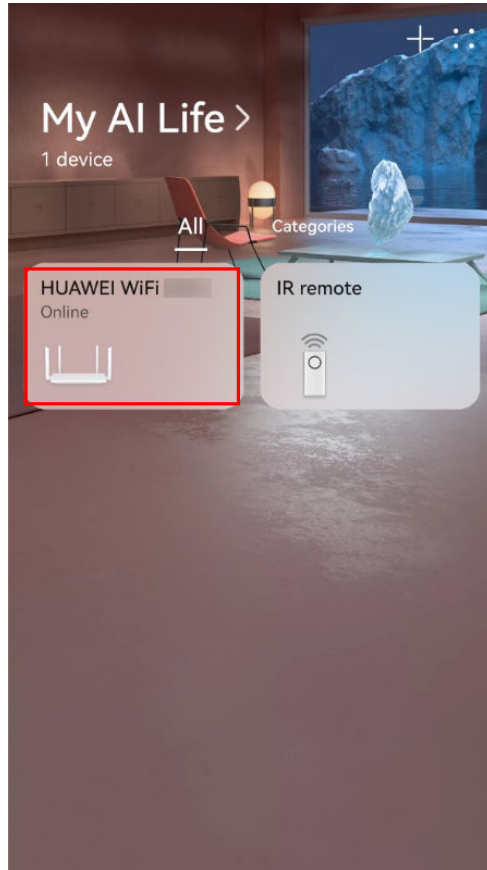 My AI Life >
1 device
All
Categories
HUAWEI WiFi
Online
IR remote